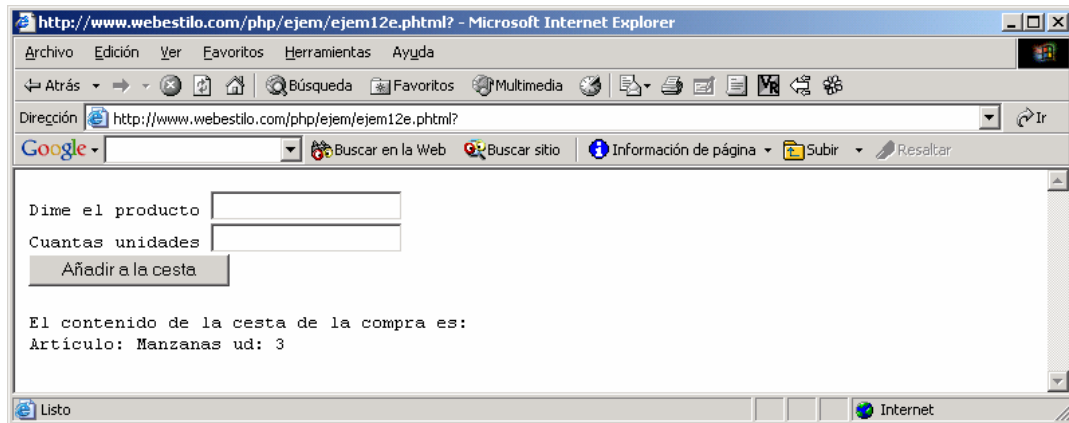 http://www.webestilo.com/php/ejem/ejem12e.phtml? - Microsoft Internet Explorer
Archivo Edición Ver Favoritos Herramientas Ayuda
Atrás Búsqueda Favoritos Multimedia
Dirección http://www.webestilo.com/php/ejem/ejem12e.phtml? Ir
Google Buscar en la Web Buscar sitio Información de página Subir Resaltar
Dime el producto
Cuantas unidades
Añadir a la cesta
El contenido de la cesta de la compra es:
Artículo: Manzanas ud: 3
Listo Internet